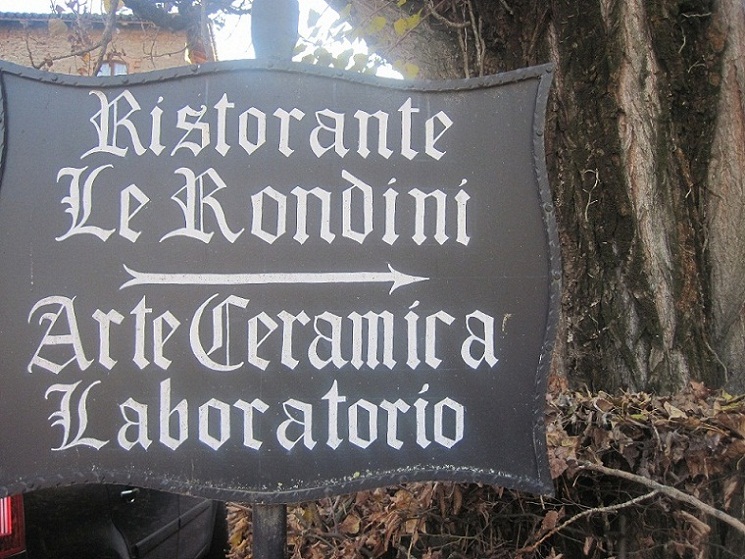 Ristorante
Le Rondini
Arte Ceramica
Laboratorio